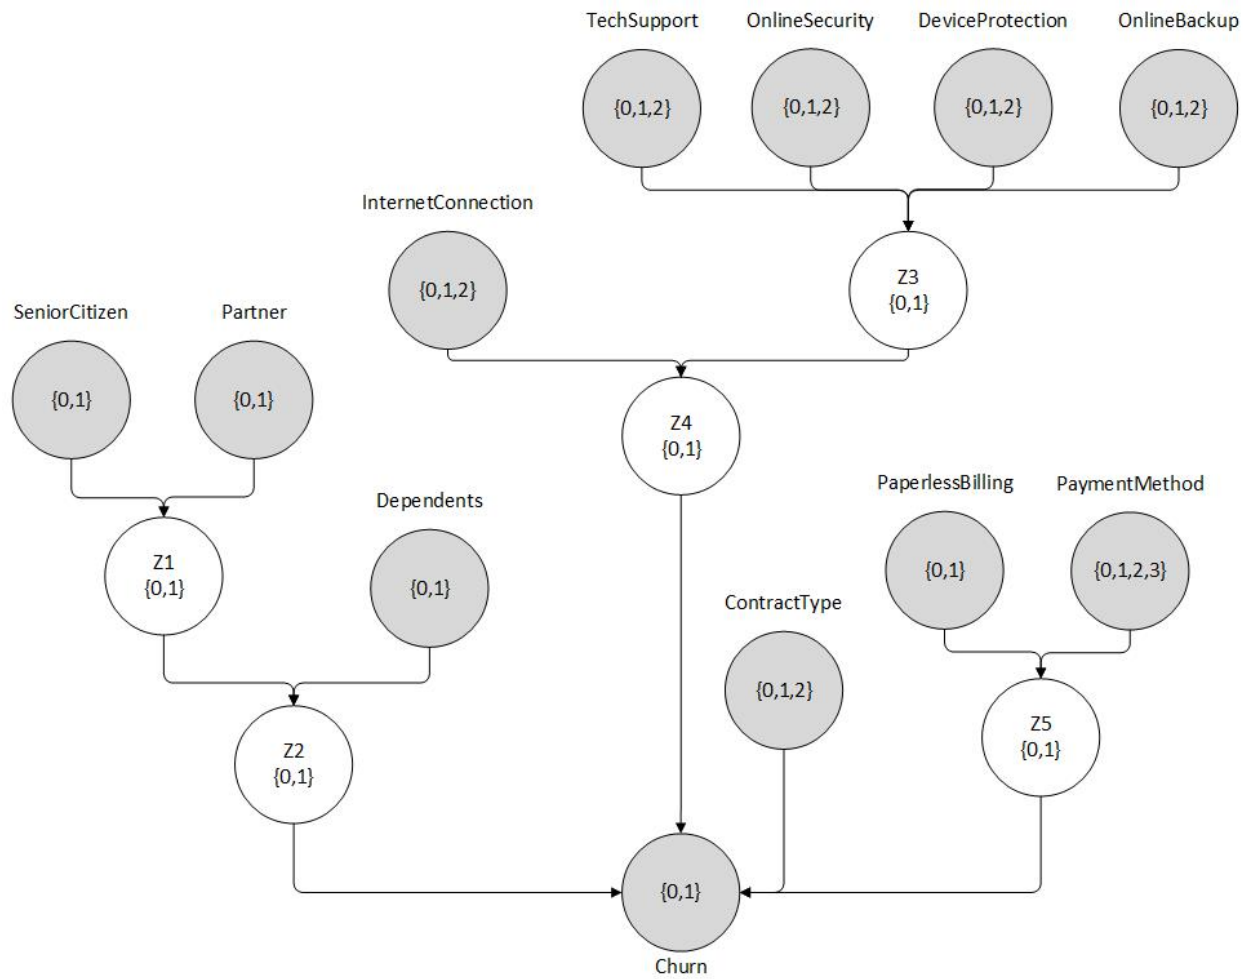 TechSupport OnlineSecurity DeviceProtection OnlineBackup
{0,1,2} {0,1,2} {0,1,2} {0,1,2}
InternetConnection
{0,1,2}
Z3
{0,1}
SeniorCitizen Partner
{0,1} {0,1}
Z4
{0,1}
Dependents
{0,1}
PaperlessBilling PaymentMethod
{0,1} {0,1,2,3}
Z1
{0,1}
ContractType
{0,1,2}
Z5
{0,1}
Z2
{0,1}
{0,1}
Churn